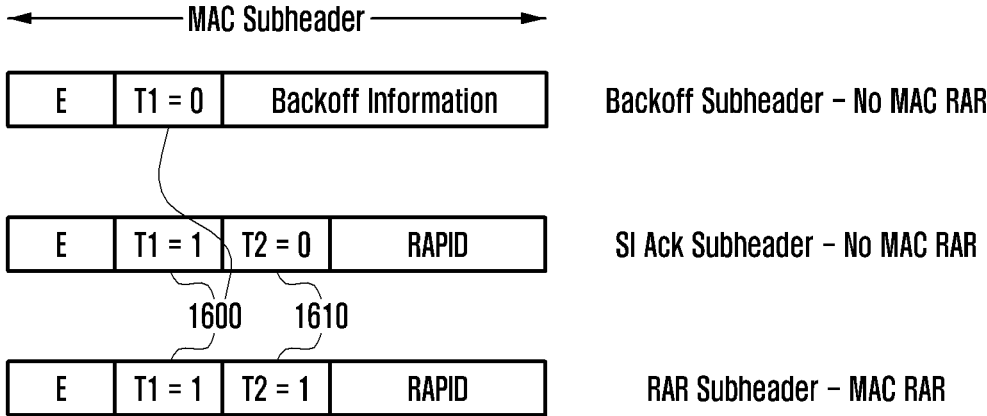 MAC Subheader
E T1 = 0 Backoff Information Backoff Subheader – No MAC RAR
E T1 = 1 T2 = 0 RAPID SI Ack Subheader – No MAC RAR
1600 1610
E T1 = 1 T2 = 1 RAPID RAR Subheader – MAC RAR